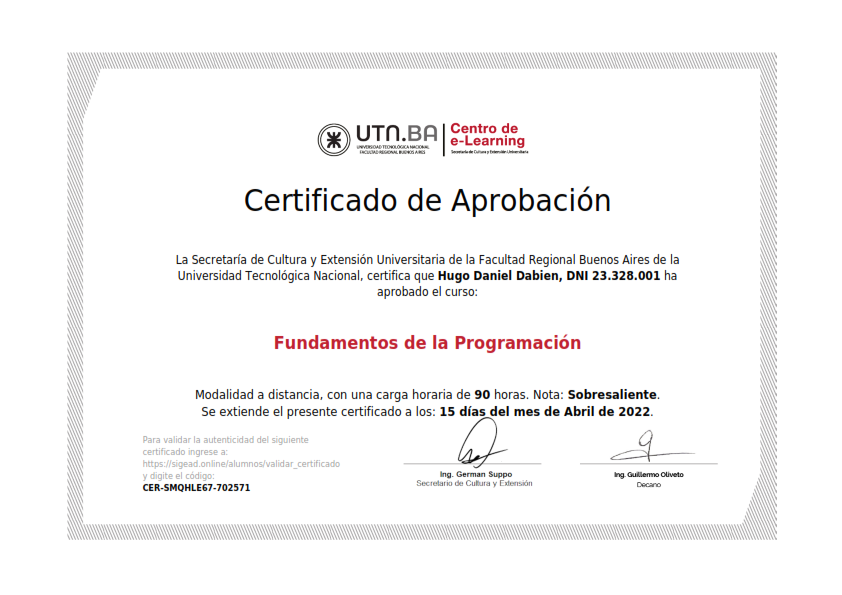 UTN.BA
UNIVERSIDAD TECNOLÓGICA NACIONAL
FACULTAD REGIONAL BUENOS AIRES
Centro de
e-Learning
Secretaría de Cultura y Extensión Universitaria
Certificado de Aprobación
La Secretaría de Cultura y Extensión Universitaria de la Facultad Regional Buenos Aires de la
Universidad Tecnológica Nacional, certifica que Hugo Daniel Dabien, DNI 23.328.001 ha
aprobado el curso:
Fundamentos de la Programación
Modalidad a distancia, con una carga horaria de 90 horas. Nota: Sobresaliente.
Se extiende el presente certificado a los: 15 días del mes de Abril de 2022.
Para validar la autenticidad del siguiente
certificado ingrese a:
https://sigead.online/alumnos/validar_certificado
y digite el código:
CER-SMQHLE67-702571
Ing. German Suppo
Secretario de Cultura y Extensión
Ing. Guillermo Oliveto
Decano